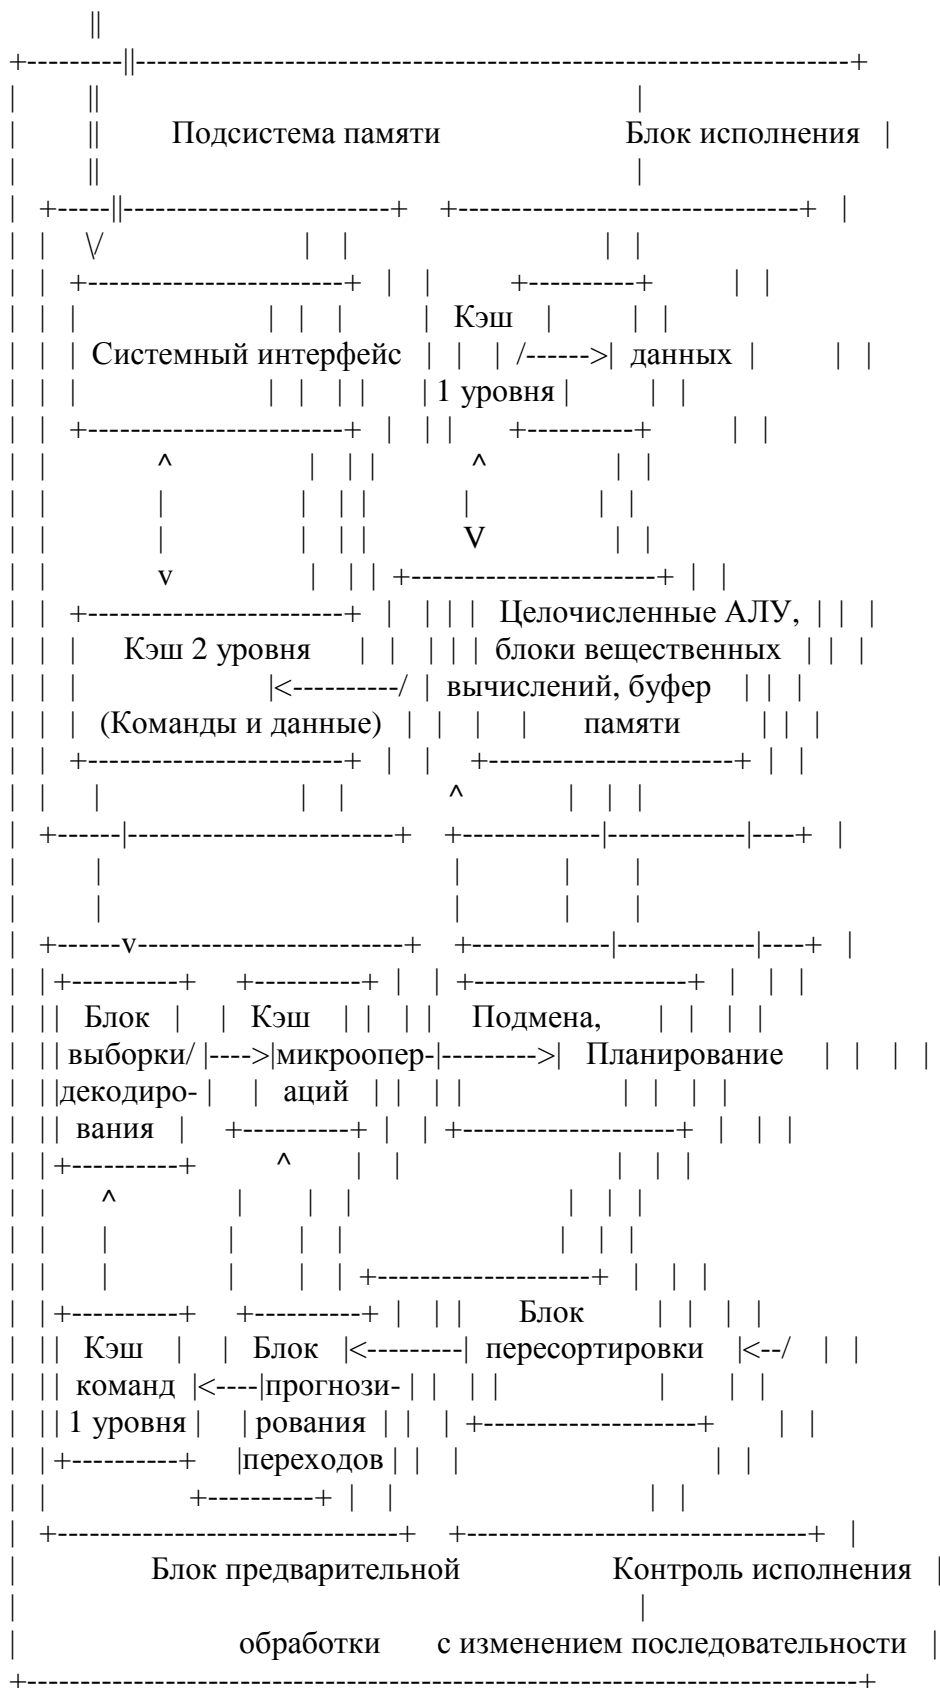 ||
+---------||----------------------------------------------------------------------+
| || |
| || Подсистема памяти Блок исполнения |
| || |
| +-----||--------------------------+ +---------------------------------+ |
| | \/ | | | |
| | +------------------------+ | | +----------+ | |
| | | | | | | Кэш | | |
| | | Системный интерфейс | | | /------>| данных | | |
| | | | | | | | 1 уровня | | |
| | +------------------------+ | | | +----------+ | |
| | ^ | | | ^ | |
| | | | | | | | |
| | | | | | V | |
| | v | | | +-----------------------+ | |
| | +------------------------+ | | | | Целочисленные АЛУ, | | |
| | | Кэш 2 уровня | | | | | блоки вещественных | | |
| | | |<----------/ | вычислений, буфер | | |
| | | (Команды и данные) | | | | памяти | | |
| | +------------------------+ | | +-----------------------+ | |
| | | | | ^ | | |
| +------|--------------------------+ +-------------|-------------|----+ |
| | | | |
| | | | |
| +------v--------------------------+ +-------------|-------------|----+ |
| | +----------+ +----------+ | | +--------------------+ | | |
| | | Блок | | Кэш | | | | Подмена, | | | |
| | | выборки/ |---->|микроопер-|--------->| Планирование | | | |
| | |декодиро- | | аций | | | | | | | |
| | | вания | +----------+ | | +--------------------+ | | |
| | +----------+ ^ | | | | |
| | ^ | | | | | |
| | | | | | | | |
| | | | | | +--------------------+ | | |
| | +----------+ +----------+ | | | Блок | | | |
| | | Кэш | | Блок |<---------| пересортировки |<--/ | |
| | | команд |<----|прогнози- | | | | | | |
| | | 1 уровня | | рования | | | +--------------------+ | |
| | +----------+ |переходов | | | | |
| | +----------+ | | | |
| +---------------------------------+ +---------------------------------+ |
| Блок предварительной Контроль исполнения |
| |
| обработки с изменением последовательности |
+--------------------------------------------------------------------------------+